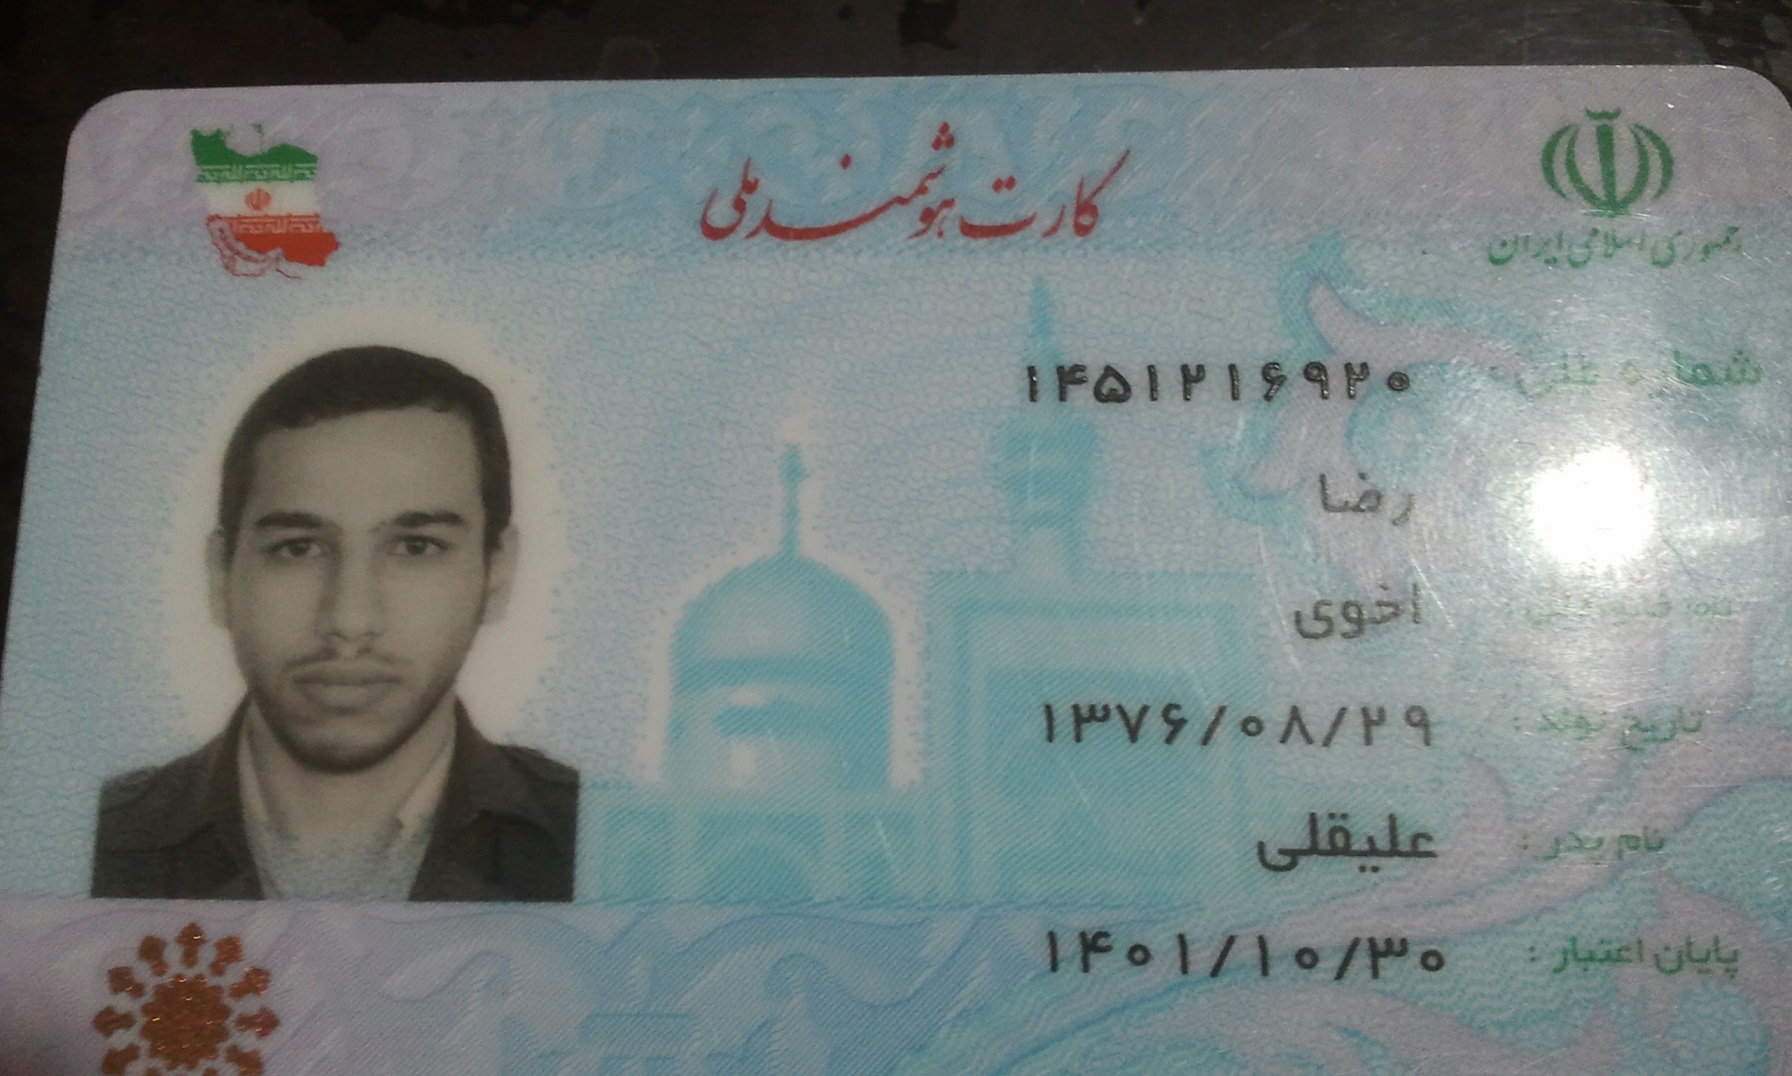 کارت هوشمند ملی
جمهوری اسلامی ایران
شماره ملی : ۱۴۵۱۲۱۶۹۲۰
رضا
نام خانوادگی : اخوی
تاریخ تولد : ۱۳۷۶/۰۸/۲۹
نام پدر : علیقلی
پایان اعتبار : ۱۴۰۱/۱۰/۳۰